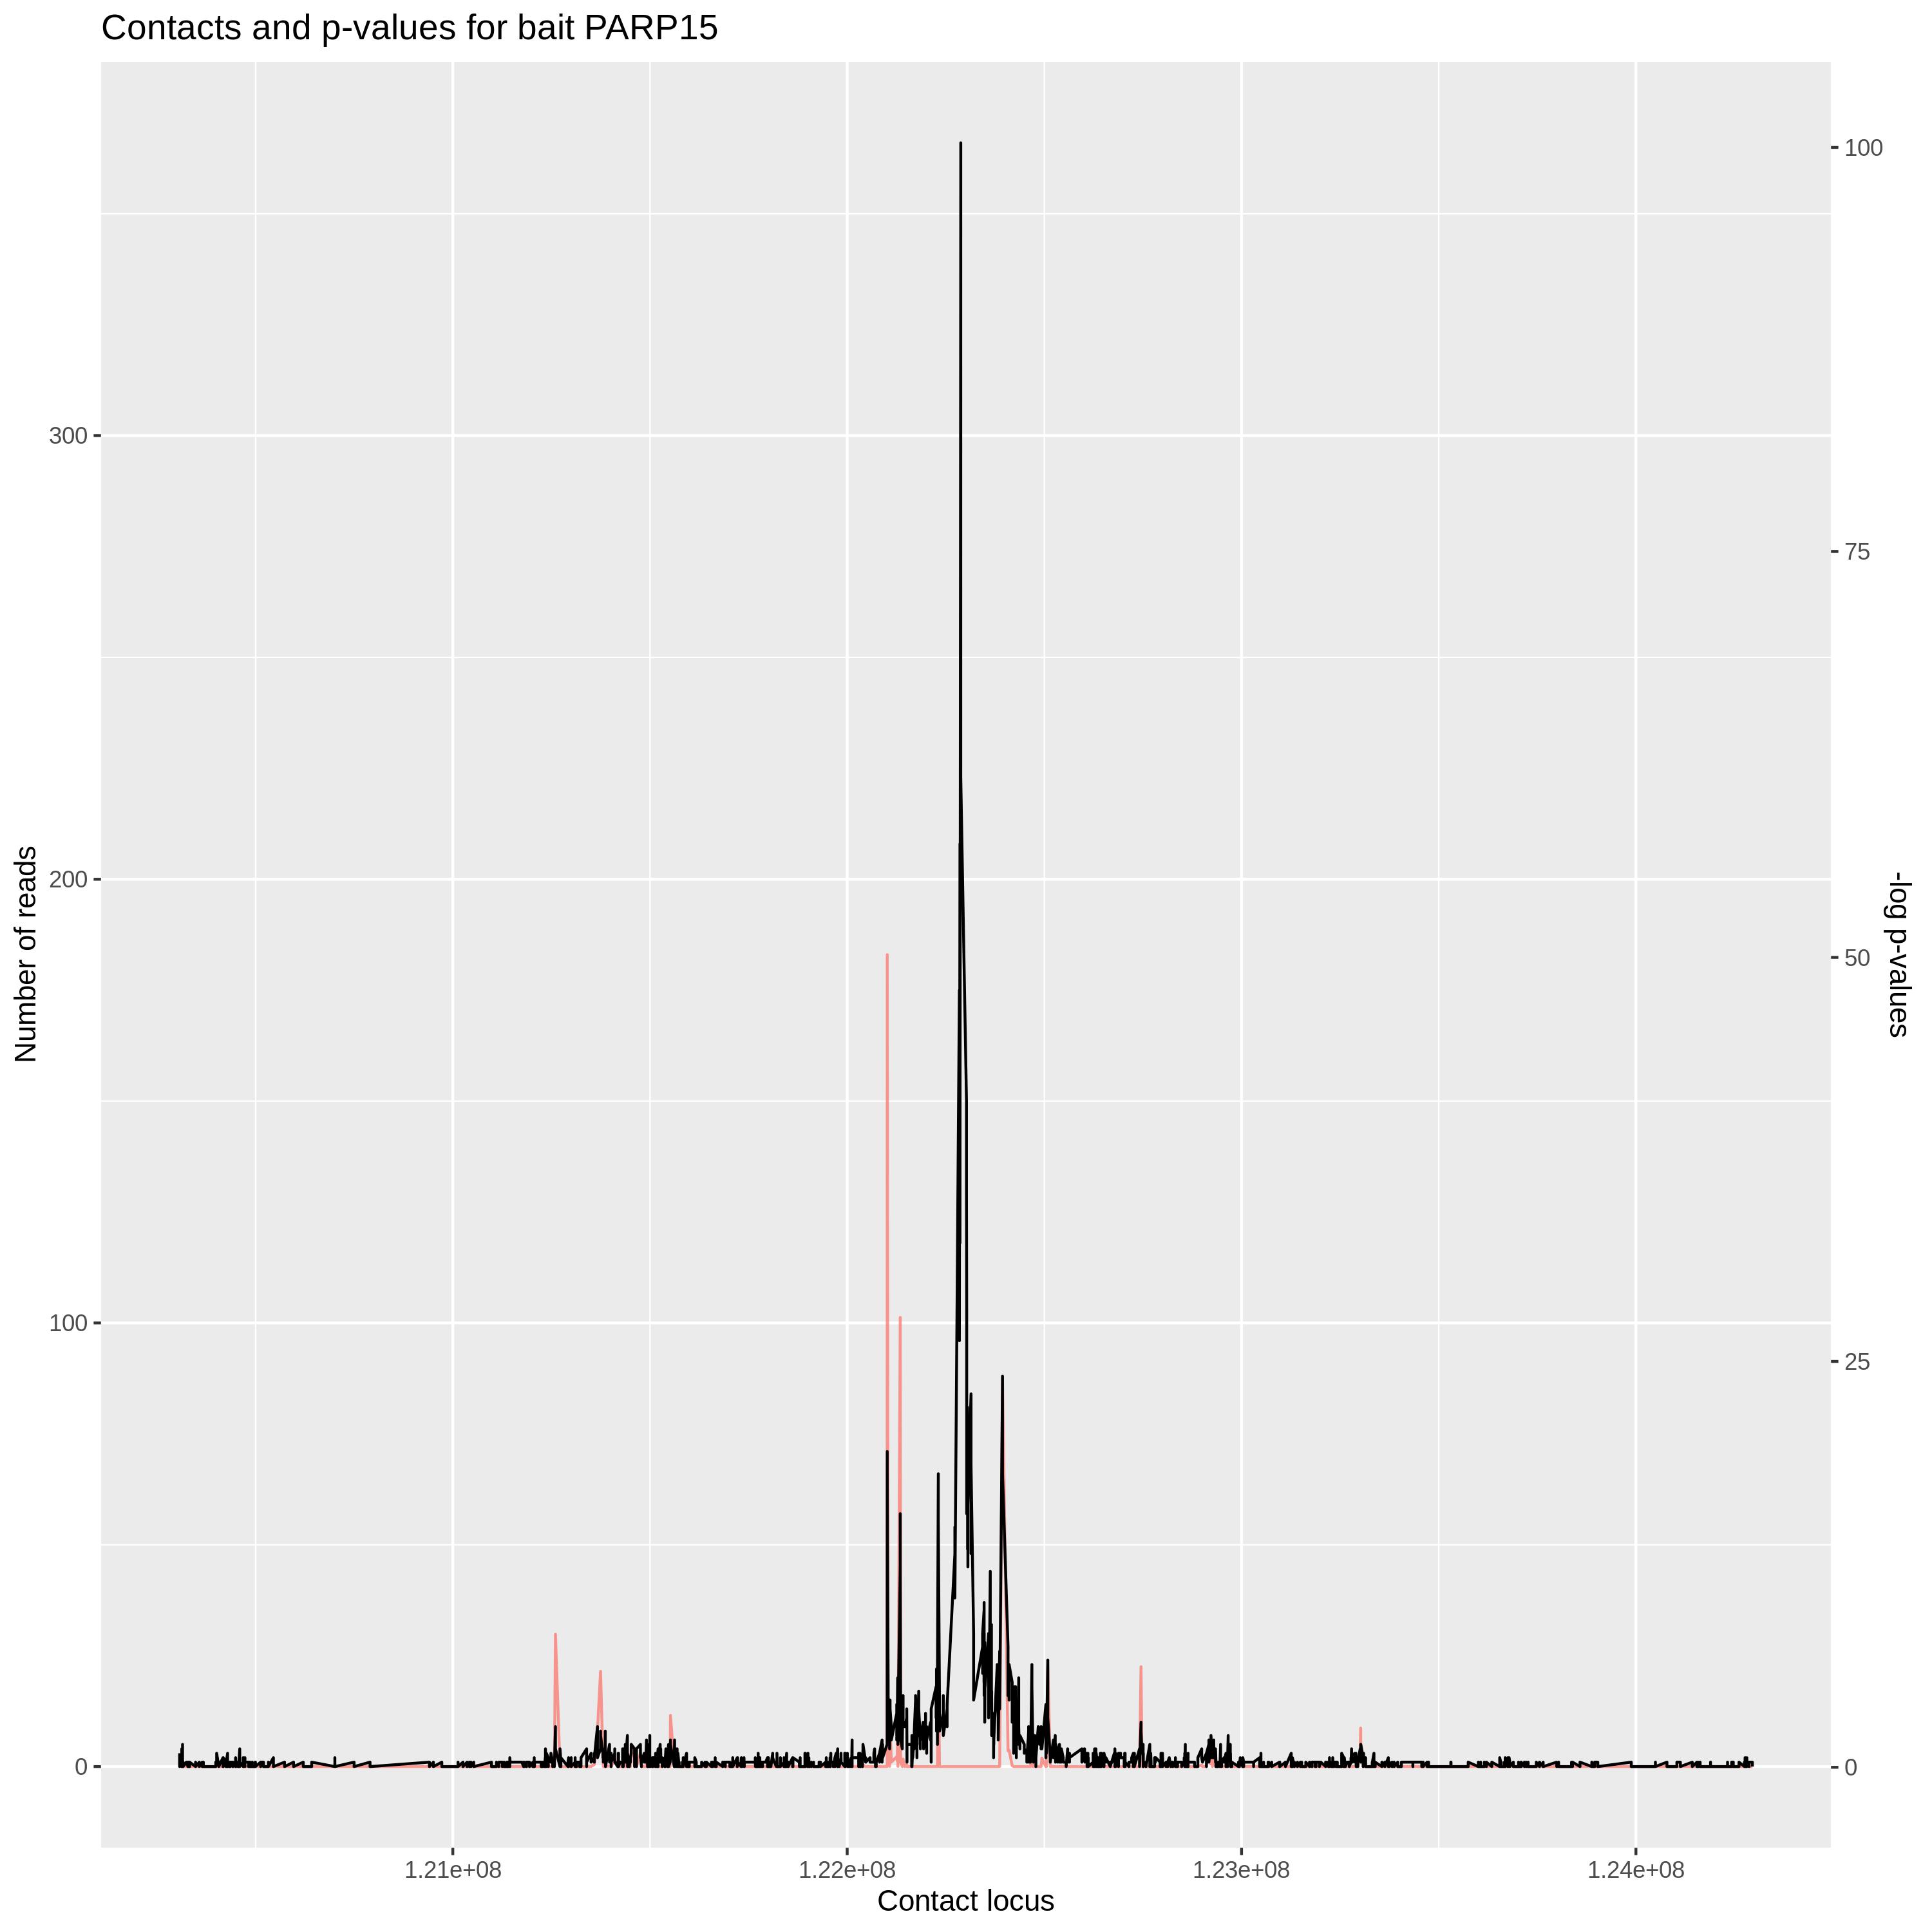 Contacts and p-values for bait PARP15
Number of reads
300
200
100
0
100
75
50
25
0
-log p-values
1.21e+08
1.22e+08
1.23e+08
1.24e+08
Contact locus